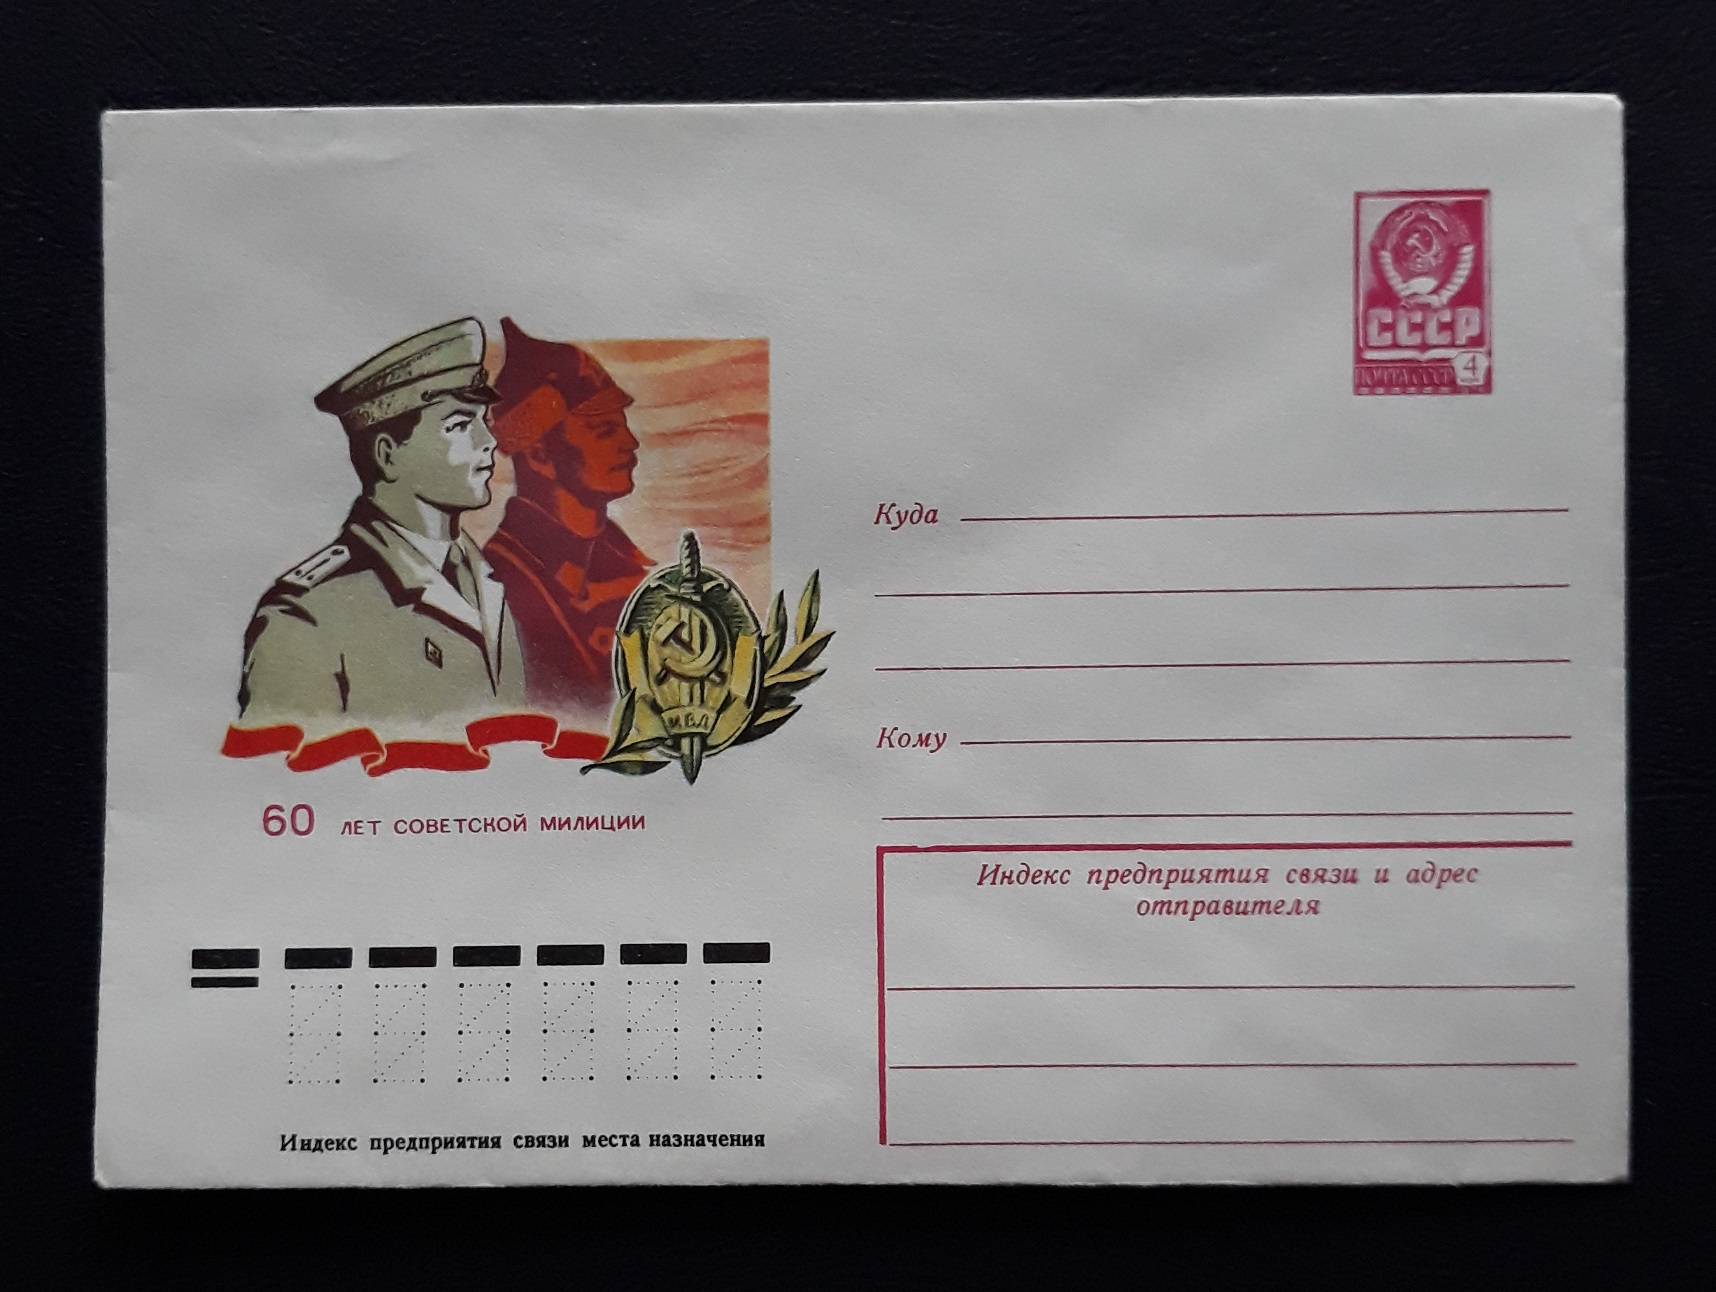 СССР
4
ПОЧТА СССР
Куда
МВД
Кому
60 ЛЕТ СОВЕТСКОЙ МИЛИЦИИ
Индекс предприятия связи и адрес
отправителя
Индекс предприятия связи места назначения